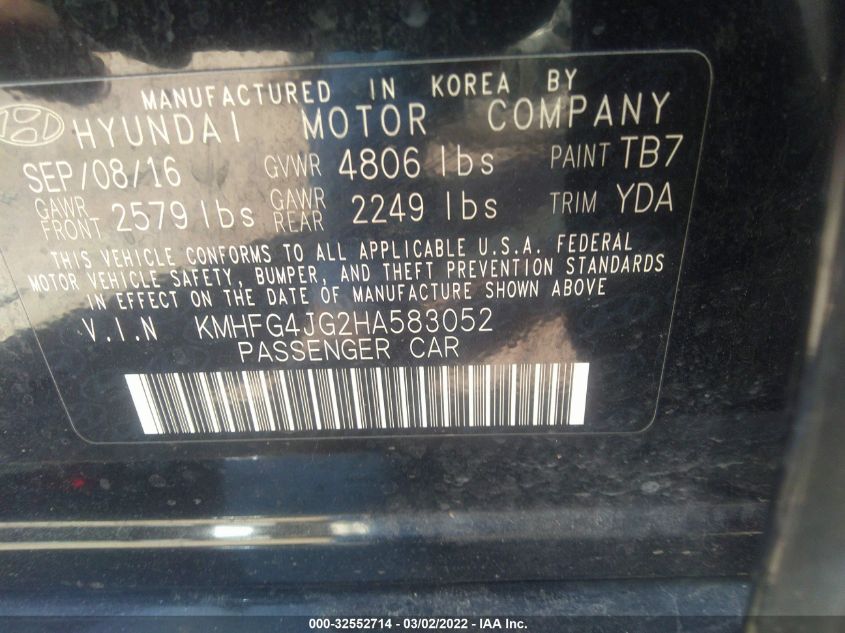 MANUFACTURED IN KOREA BY
HYUNDAI MOTOR COMPANY
SEP/08/16 GVWR 4806 lbs PAINT TB7
GAWR FRONT 2579 lbs GAWR REAR 2249 lbs TRIM YDA
THIS VEHICLE CONFORMS TO ALL APPLICABLE U.S.A. FEDERAL
MOTOR VEHICLE SAFETY, BUMPER, AND THEFT PREVENTION STANDARDS
IN EFFECT ON THE DATE OF MANUFACTURE SHOWN ABOVE
V.I.N KMHFG4JG2HA583052
PASSENGER CAR
000-32552714 - 03/02/2022 - IAA Inc.